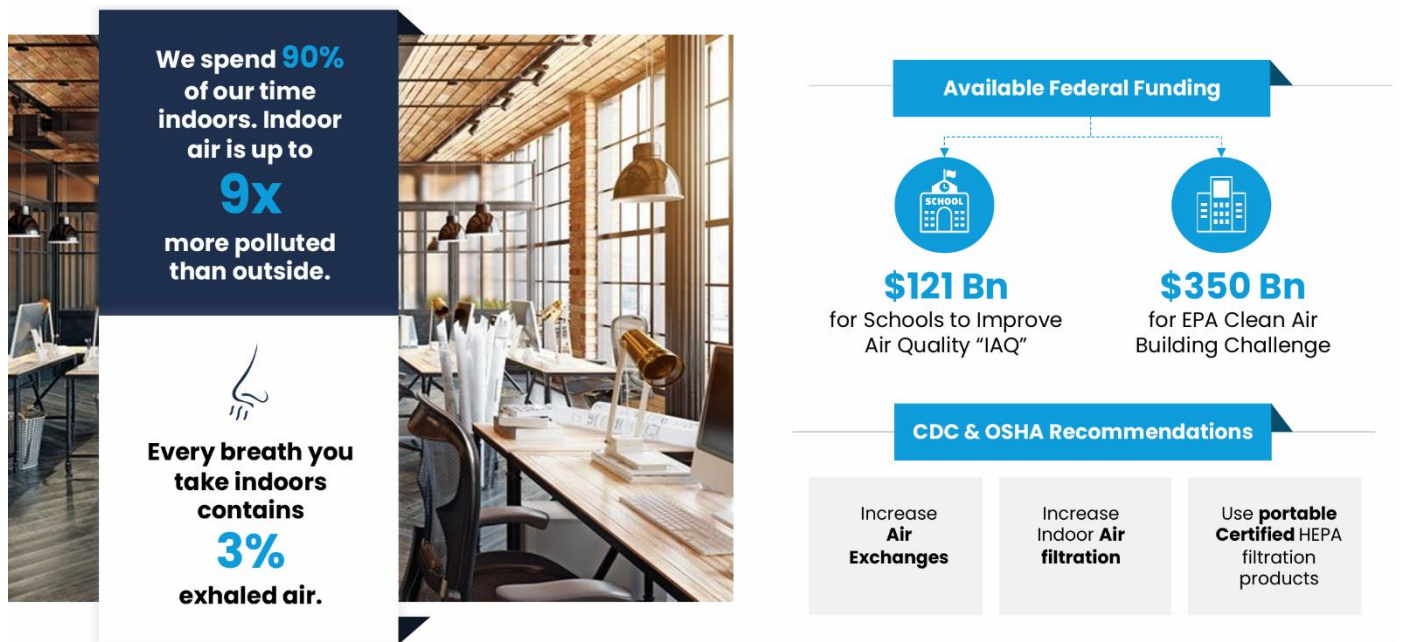 We spend 90%
of our time
indoors. Indoor
air is up to
9x
more polluted
than outside.
Every breath you
take indoors
contains
3%
exhaled air.
Available Federal Funding
SCHOOL
$121 Bn
for Schools to Improve
Air Quality “IAQ”
$350 Bn
for EPA Clean Air
Building Challenge
CDC & OSHA Recommendations
Increase
Air
Exchanges
Increase
Indoor Air
filtration
Use portable
Certified HEPA
filtration
products